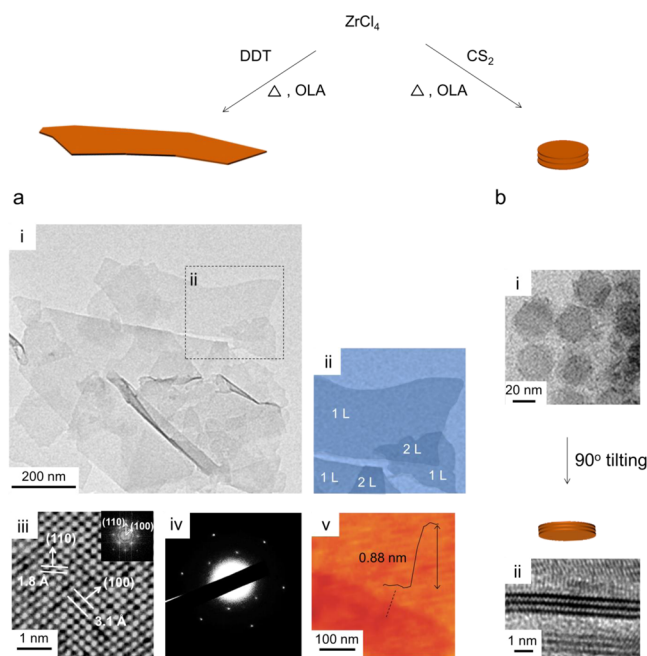 ZrCl₄
DDT
CS₂
△ , OLA
△ , OLA
a
b
i
ii
200 nm
ii
1 L
2 L
1 L
2 L
1 L
i
20 nm
90º tilting
iii
(110)
1.8 Å
(100)
3.1 Å
(110)
(100)
1 nm
iv
v
0.88 nm
100 nm
ii
1 nm